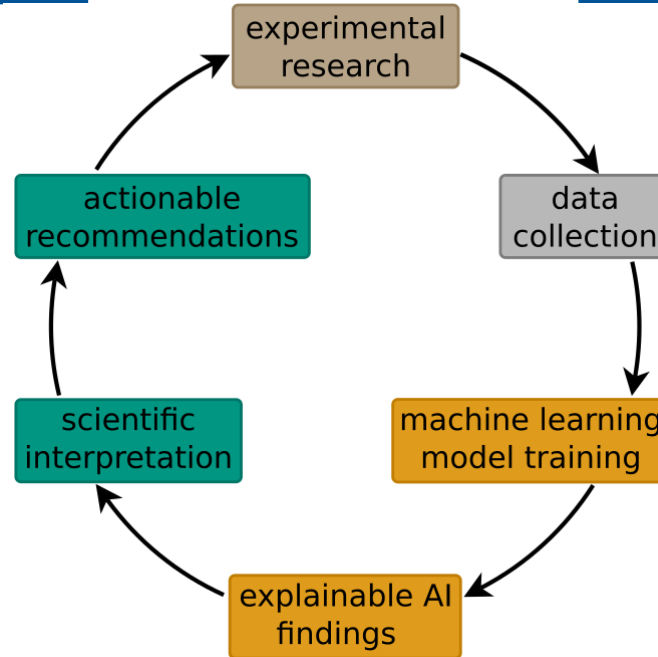 experimental
research
data
collection
machine learning
model training
explainable AI
findings
scientific
interpretation
actionable
recommendations